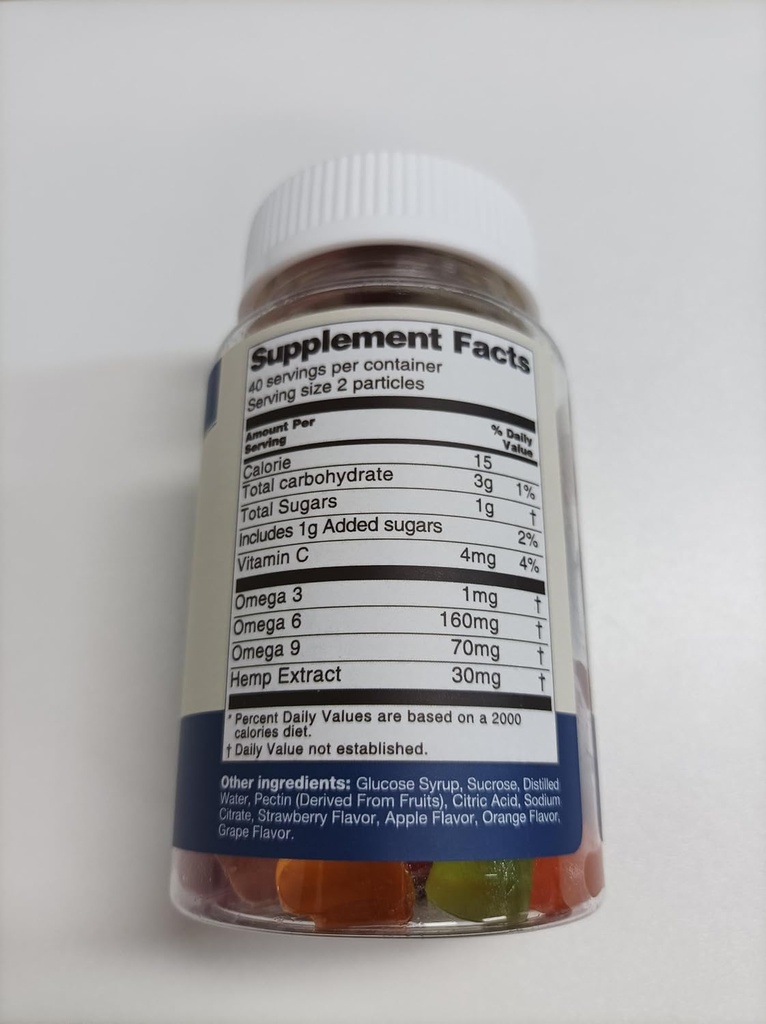 Supplement Facts
40 servings per container
Serving size 2 particles
Amount Per Serving % Daily Value
Calorie 15
Total carbohydrate 3g 1%
Total Sugars 1g †
Includes 1g Added sugars 2%
Vitamin C 4mg 4%
Omega 3 1mg †
Omega 6 160mg †
Omega 9 70mg †
Hemp Extract 30mg †
* Percent Daily Values are based on a 2000
calories diet.
† Daily Value not established.
Other ingredients: Glucose Syrup, Sucrose, Distilled
Water, Pectin (Derived From Fruits), Citric Acid, Sodium
Citrate, Strawberry Flavor, Apple Flavor, Orange Flavor,
Grape Flavor.